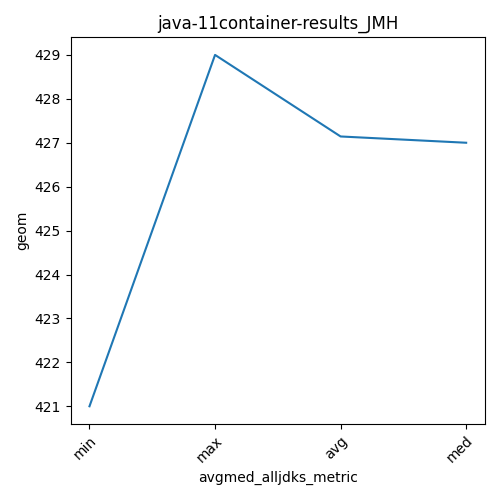 java-11container-results_JMH
429
428
427
426
425
424
423
422
421
geom
min
max
avg
med
avgmed_alljdks_metric